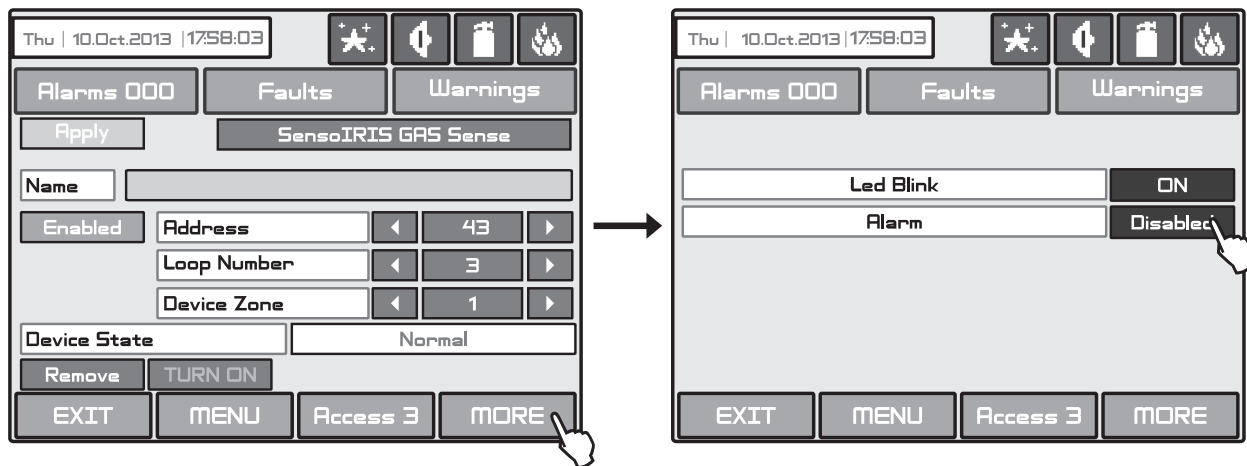 Thu | 10.Oct.2013 | 17:58:03
Alarms 000 Faults Warnings
Apply SensoIRIS GAS Sense
Name
Enabled Address 43
Loop Number 3
Device Zone 1
Device State Normal
Remove TURN ON
EXIT MENU Access 3 MORE
Thu | 10.Oct.2013 | 17:58:03
Alarms 000 Faults Warnings
Led Blink ON
Alarm Disabled
EXIT MENU Access 3 MORE